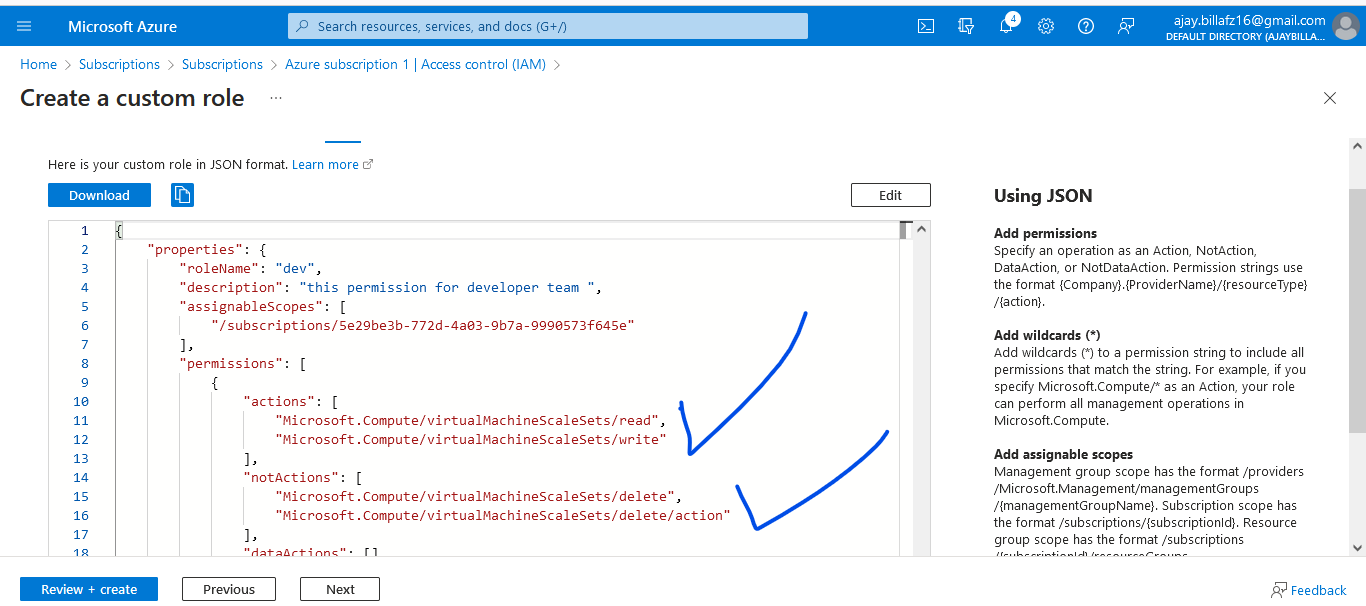 Microsoft Azure
Search resources, services, and docs (G+/)
4
ajay.billafz16@gmail.com
DEFAULT DIRECTORY (AJAYBILLA...
Home > Subscriptions > Subscriptions > Azure subscription 1 | Access control (IAM) >
Create a custom role ...
Here is your custom role in JSON format. Learn more
Download
Edit
1 {
2 "properties": {
3 "roleName": "dev",
4 "description": "this permission for developer team ",
5 "assignableScopes": [
6 "/subscriptions/5e29be3b-772d-4a03-9b7a-9990573f645e"
7 ],
8 "permissions": [
9 {
10 "actions": [
11 "Microsoft.Compute/virtualMachineScaleSets/read",
12 "Microsoft.Compute/virtualMachineScaleSets/write"
13 ],
14 "notActions": [
15 "Microsoft.Compute/virtualMachineScaleSets/delete",
16 "Microsoft.Compute/virtualMachineScaleSets/delete/action"
17 ],
18 "dataActions": []
Using JSON
Add permissions
Specify an operation as an Action, NotAction,
DataAction, or NotDataAction. Permission strings use
the format {Company}.{ProviderName}/{resourceType}
/{action}.
Add wildcards (*)
Add wildcards (*) to a permission string to include all
permissions that match the string. For example, if you
specify Microsoft.Compute/* as an Action, your role
can perform all management operations in
Microsoft.Compute.
Add assignable scopes
Management group scope has the format /providers
/Microsoft.Management/managementGroups
/{managementGroupName}. Subscription scope has
the format /subscriptions/{subscriptionId}. Resource
group scope has the format /subscriptions
/{subscriptionId}/resourceGroups
Review + create
Previous
Next
Feedback